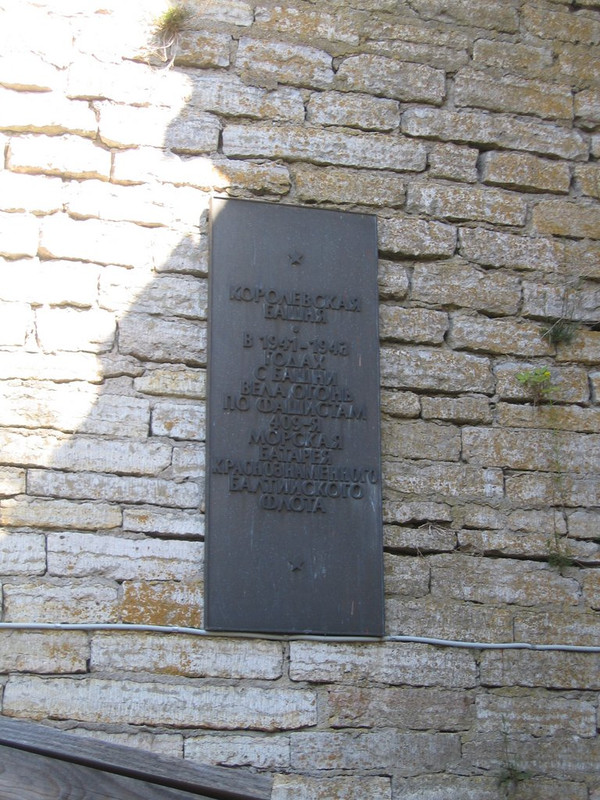 КОРОЛЕВСКАЯ
БАШНЯ
В 1941-1943
ГОДАХ
С БАШНИ
ВЕЛА ОГОНЬ
ПО ФАШИСТАМ
409-Я
МОРСКАЯ
БАТАРЕЯ
КРАСНОЗНАМЕННОГО
БАЛТИЙСКОГО
ФЛОТА